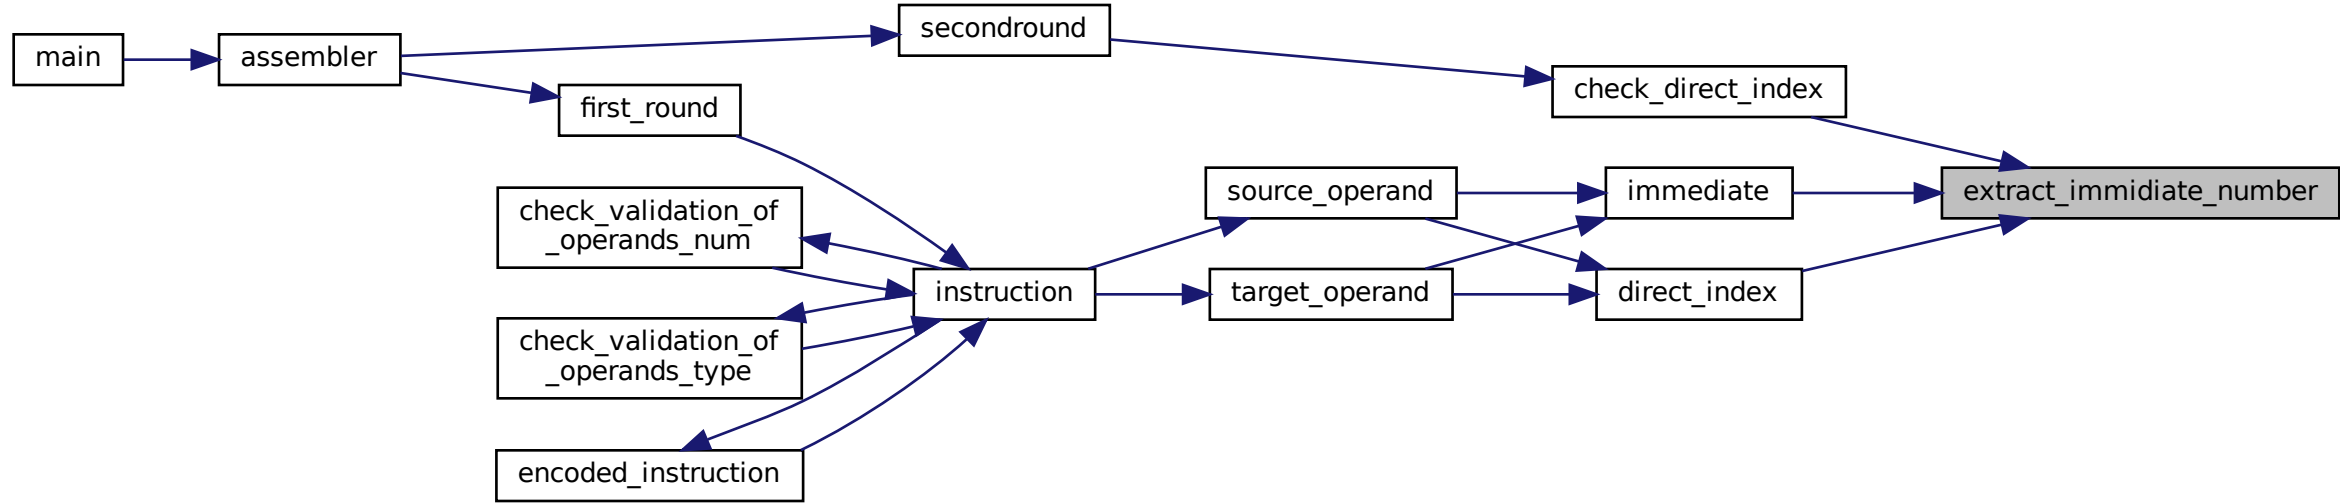 main
assembler
secondround
first_round
check_direct_index
check_validation_of
_operands_num
source_operand
immediate
extract_immidiate_number
instruction
target_operand
direct_index
check_validation_of
_operands_type
encoded_instruction